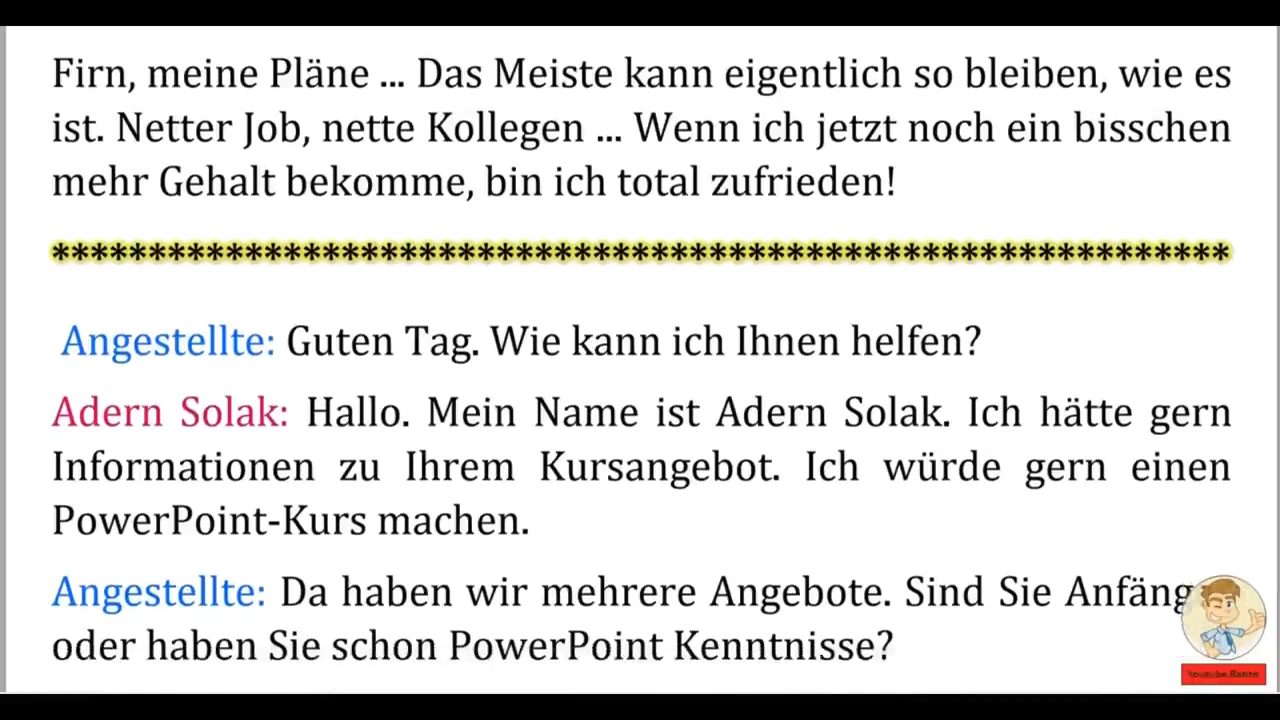 Firn, meine Pläne ... Das Meiste kann eigentlich so bleiben, wie es
ist. Netter Job, nette Kollegen ... Wenn ich jetzt noch ein bisschen
mehr Gehalt bekomme, bin ich total zufrieden!
*************************************************************
Angestellte: Guten Tag. Wie kann ich Ihnen helfen?
Adern Solak: Hallo. Mein Name ist Adern Solak. Ich hätte gern
Informationen zu Ihrem Kursangebot. Ich würde gern einen
PowerPoint-Kurs machen.
Angestellte: Da haben wir mehrere Angebote. Sind Sie
oder haben Sie schon PowerPoint Kenntnisse?